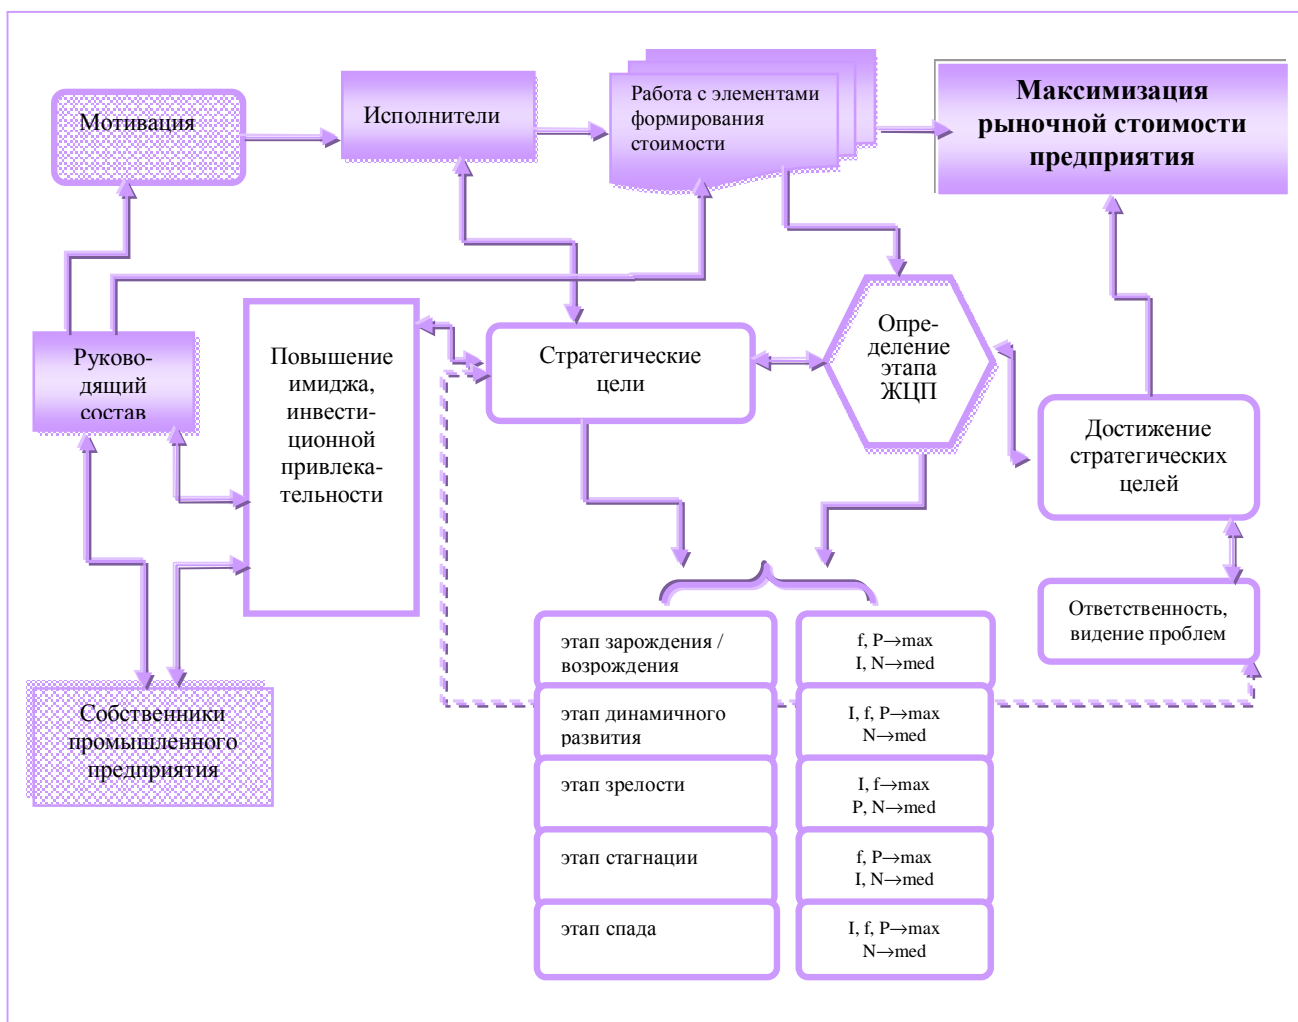 Мотивация
Исполнители
Работа с элементами
формирования
стоимости
Максимизация
рыночной стоимости
предприятия
Руково-
дящий
состав
Повышение
имиджа,
инвести-
ционной
привлека-
тельности
Стратегические
цели
Опре-
деление
этапа
ЖЦП
Достижение
стратегических
целей
Ответственность,
видение проблем
Собственники
промышленного
предприятия
этап зарождения /
возрождения
f, P→max
I, N→med
этап динамичного
развития
I, f, P→max
N→med
этап зрелости
I, f→max
P, N→med
этап стагнации
f, P→max
I, N→med
этап спада
I, f, P→max
N→med